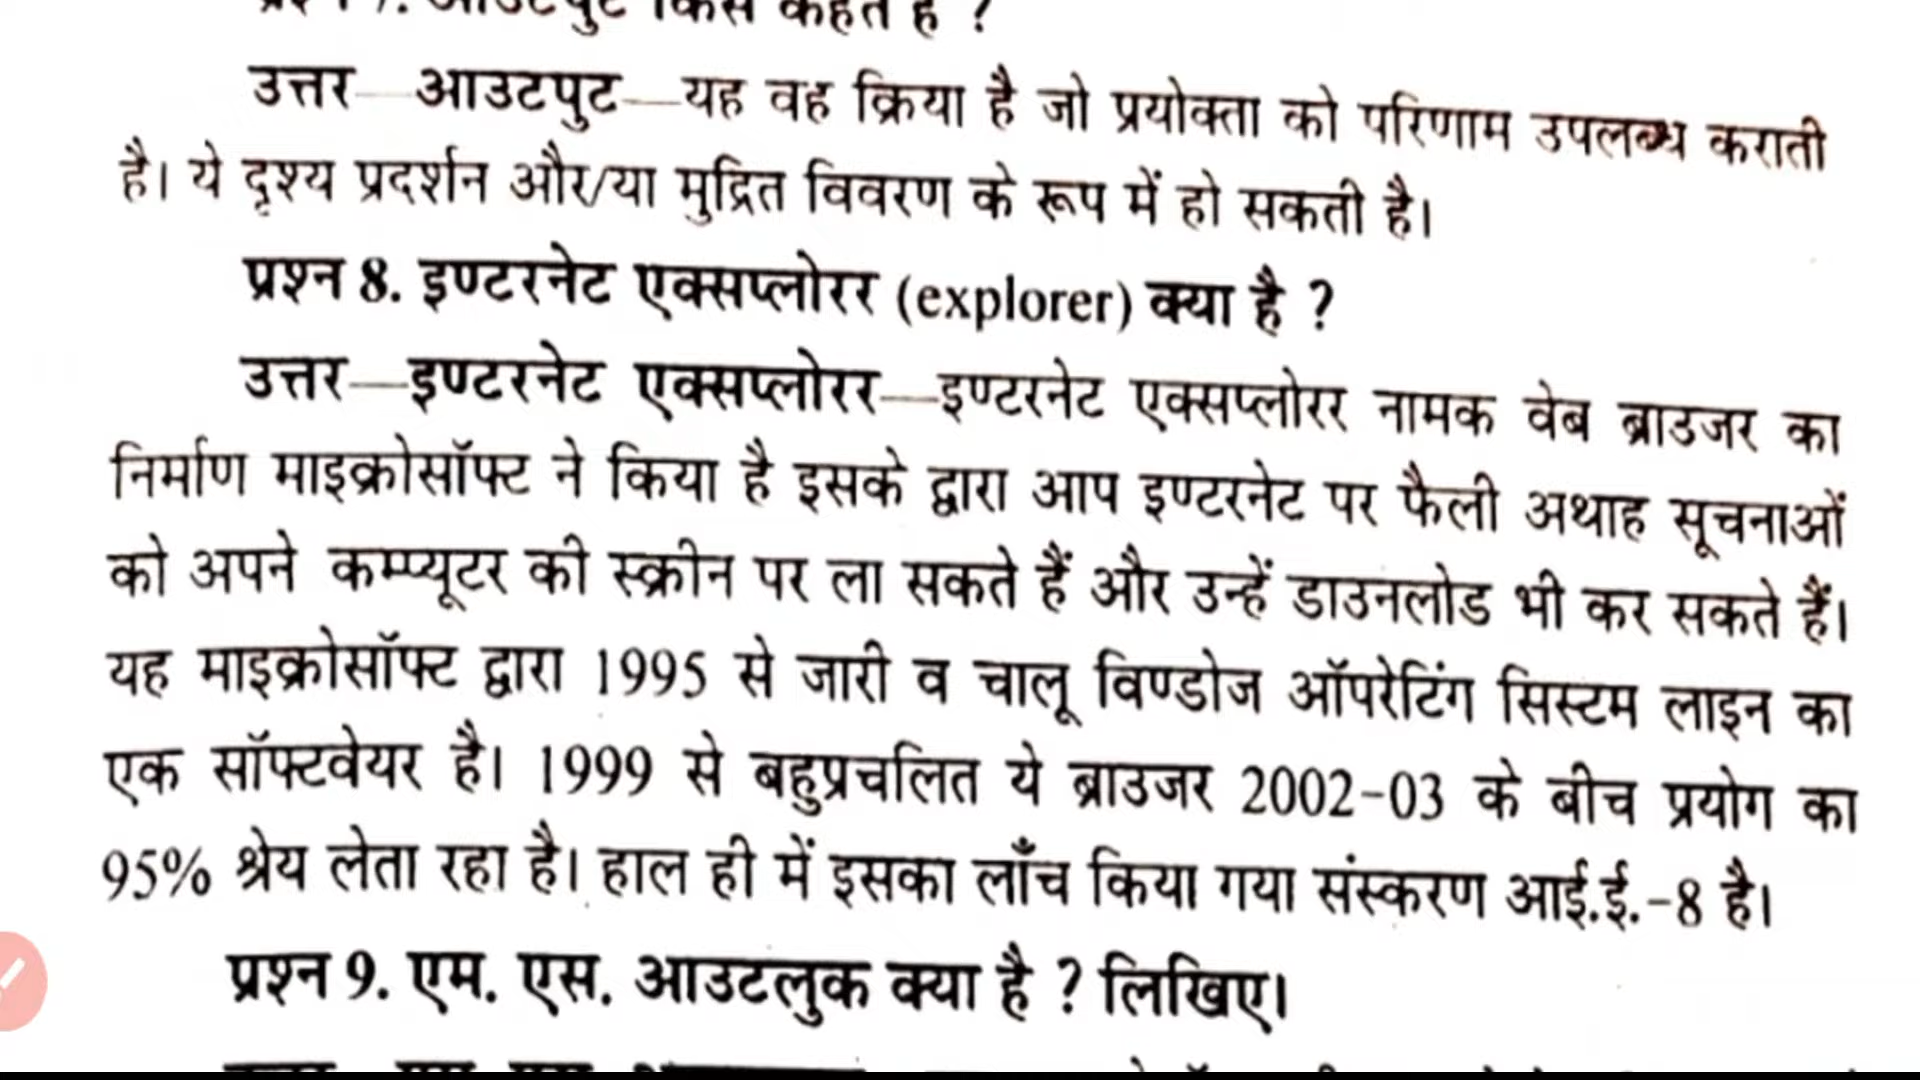 प्रश्न 7. आउटपुट किसे कहते हैं ?
उत्तर—आउटपुट—यह वह क्रिया है जो प्रयोक्ता को परिणाम उपलब्ध कराती
है। ये दृश्य प्रदर्शन और/या मुद्रित विवरण के रूप में हो सकती है।
प्रश्न 8. इण्टरनेट एक्सप्लोरर (explorer) क्या है ?
उत्तर—इण्टरनेट एक्सप्लोरर—इण्टरनेट एक्सप्लोरर नामक वेब ब्राउजर का
निर्माण माइक्रोसॉफ्ट ने किया है इसके द्वारा आप इण्टरनेट पर फैली अथाह सूचनाओं
को अपने कम्प्यूटर की स्क्रीन पर ला सकते हैं और उन्हें डाउनलोड भी कर सकते हैं।
यह माइक्रोसॉफ्ट द्वारा 1995 से जारी व चालू विण्डोज ऑपरेटिंग सिस्टम लाइन का
एक सॉफ्टवेयर है। 1999 से बहुप्रचलित ये ब्राउजर 2002-03 के बीच प्रयोग का
95% श्रेय लेता रहा है। हाल ही में इसका लाँच किया गया संस्करण आई.ई.-8 है।
प्रश्न 9. एम. एस. आउटलुक क्या है ? लिखिए।